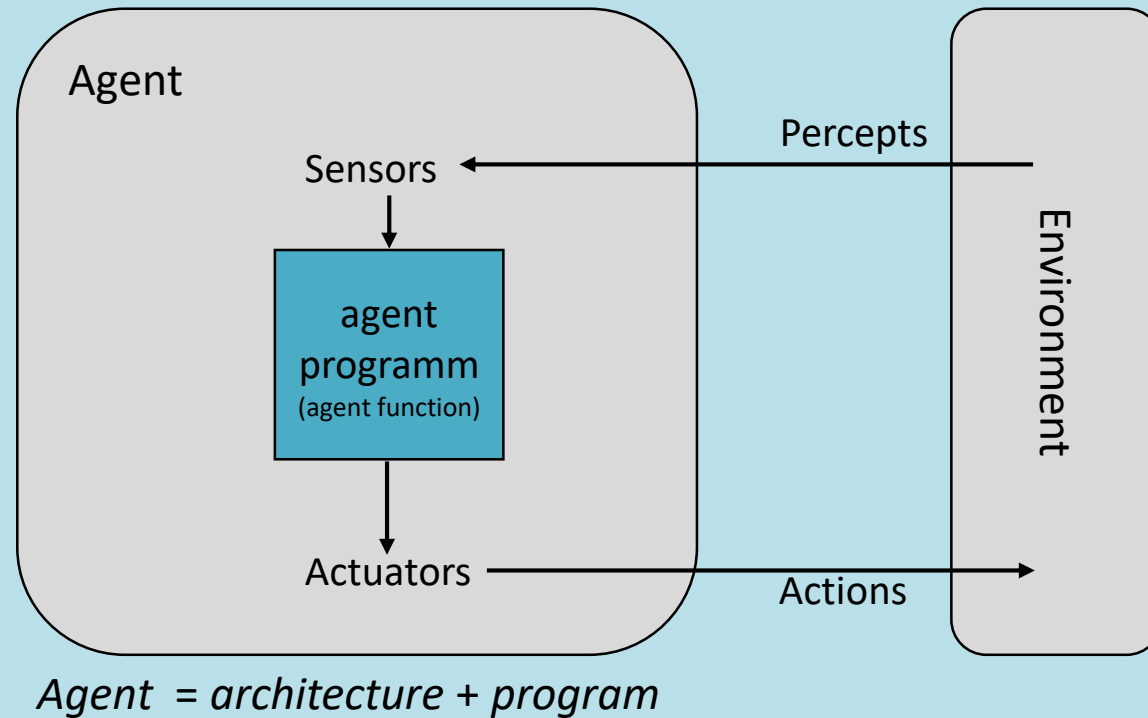 Agent
Percepts
Sensors
Environment
agent
programm
(agent function)
Actuators
Actions
Agent = architecture + program